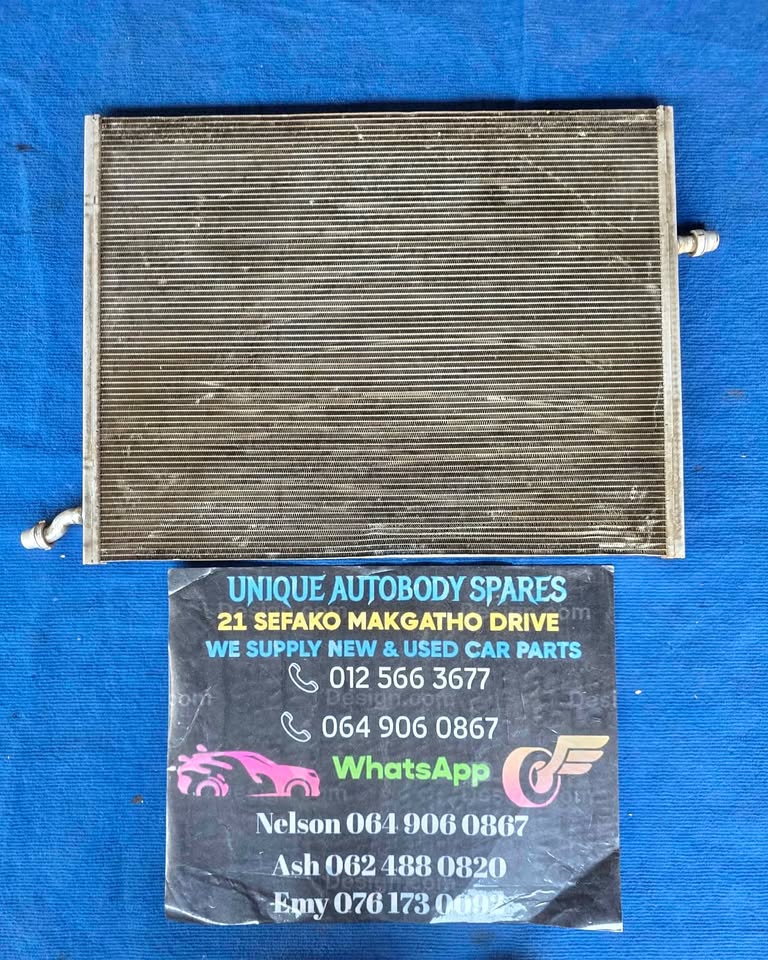 UNIQUE AUTOBODY SPARES
21 SEFAKO MAKGATHO DRIVE
WE SUPPLY NEW & USED CAR PARTS
012 566 3677
064 906 0867
WhatsApp
Nelson 064 906 0867
Ash 062 488 0820
Emy 076 173